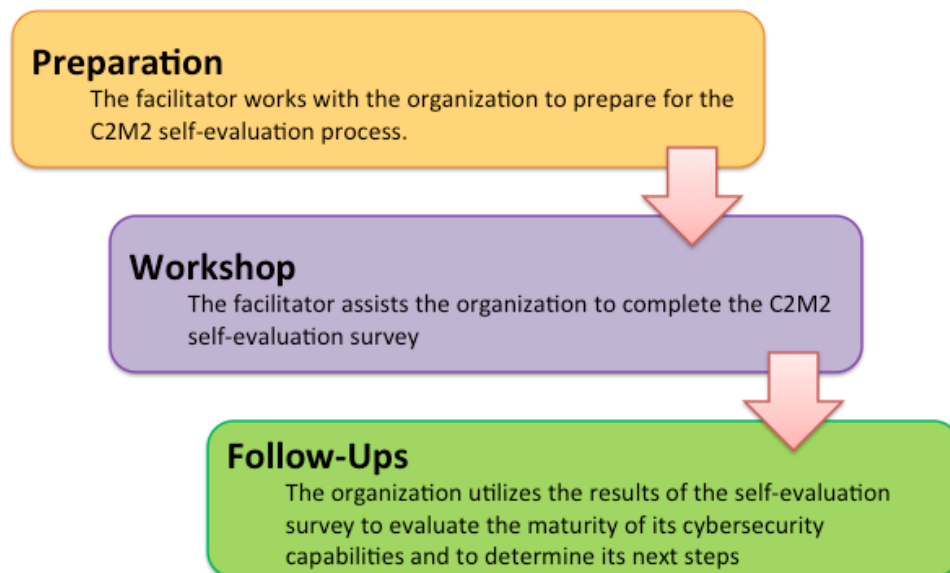 Preparation
The facilitator works with the organization to prepare for the
C2M2 self-evaluation process.
Workshop
The facilitator assists the organization to complete the C2M2
self-evaluation survey
Follow-Ups
The organization utilizes the results of the self-evaluation
survey to evaluate the maturity of its cybersecurity
capabilities and to determine its next steps